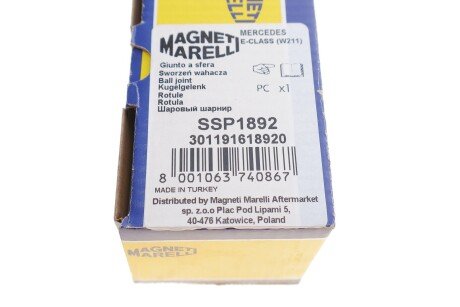 MAGNETI
MARELLI
MERCEDES
E-CLASS (W211)
Giunto a sfera
Sworzeń wahacza
Ball joint
Kugelgelenk
Rotule
Rotula
Шаровый шарнир
PC x1
SSP1892
301191618920
8 001063 740867
MADE IN TURKEY
Distributed by Magneti Marelli Aftermarket
sp. z.o.o Plac Pod Lipami 5,
40-476 Katowice, Poland
MAGNETI
MARELLI